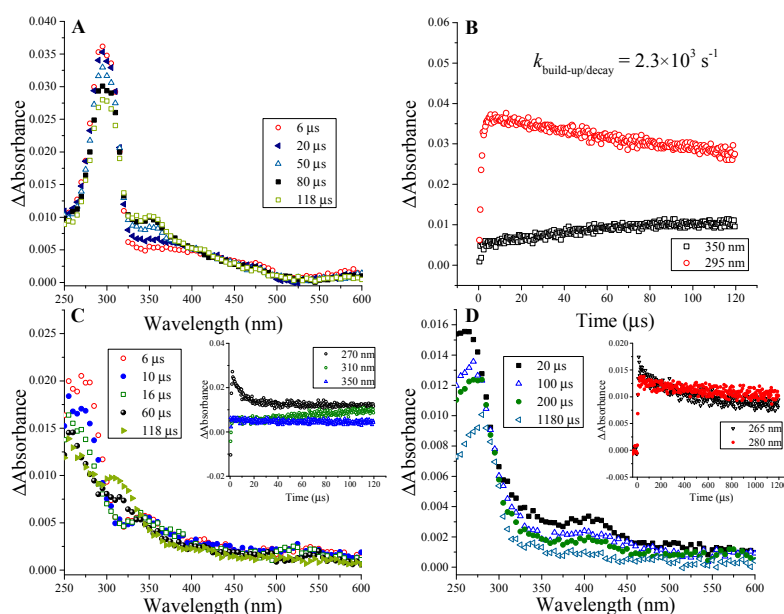 A
ΔAbsorbance
0.040
0.035
0.030
0.025
0.020
0.015
0.010
0.005
0.000
6 µs
20 µs
50 µs
80 µs
118 µs
250 300 350 400 450 500 550 600
Wavelength (nm)
B
k build-up/decay = 2.3×10³ s⁻¹
ΔAbsorbance
0.06
0.05
0.04
0.03
0.02
0.01
0.00
350 nm
295 nm
0 20 40 60 80 100 120
Time (µs)
C
ΔAbsorbance
0.025
0.020
0.015
0.010
0.005
0.000
6 µs
10 µs
16 µs
60 µs
118 µs
ΔAbsorbance
0.04
0.02
0.0
-0.02
270 nm
310 nm
350 nm
0 20 40 60 80 100 120
Time (µs)
250 300 350 400 450 500 550 600
Wavelength (nm)
D
ΔAbsorbance
0.016
0.014
0.012
0.010
0.008
0.006
0.004
0.002
0.000
20 µs
100 µs
200 µs
1180 µs
ΔAbsorbance
0.020
0.015
0.010
0.005
0.000
265 nm
280 nm
0 200 400 600 800 1000 1200
Time (µs)
250 300 350 400 450 500 550 600
Wavelength (nm)